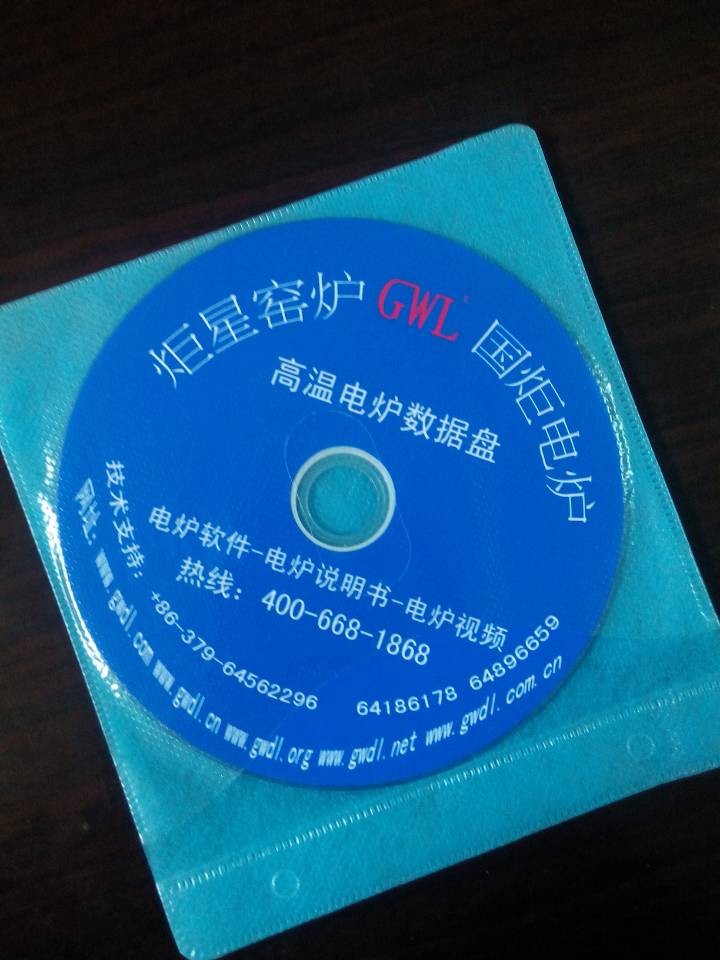 炬星窑炉 GWL 国炬电炉
高温电炉数据盘
电炉软件-电炉说明书-电炉视频
热线：400-668-1868
技术支持：+86-379-64562296 64186178 64896659
网址：www.gwdl.com www.gwdl.cn www.gwdl.org www.gwdl.net www.gwdl.com.cn